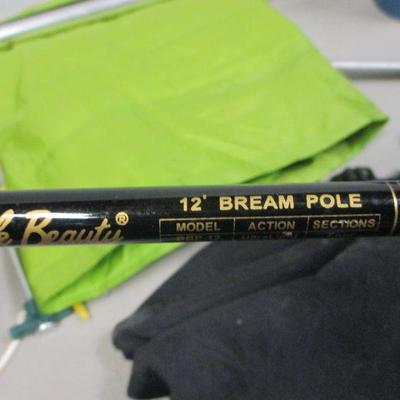 Beauty®
12' BREAM POLE
MODEL ACTION SECTIONS